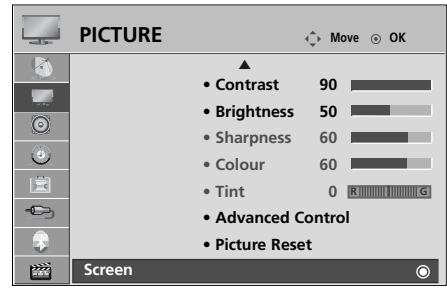 PICTURE Move OK
• Contrast 90
• Brightness 50
• Sharpness 60
• Colour 60
• Tint 0 R G
• Advanced Control
• Picture Reset
Screen